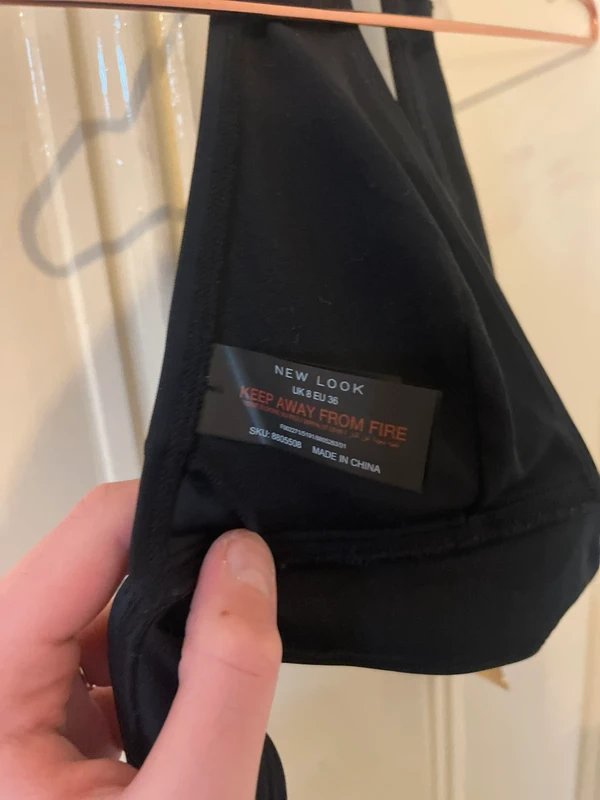 NEW LOOK
UK 8 EU 36
KEEP AWAY FROM FIRE
SKU: 8805508 MADE IN CHINA